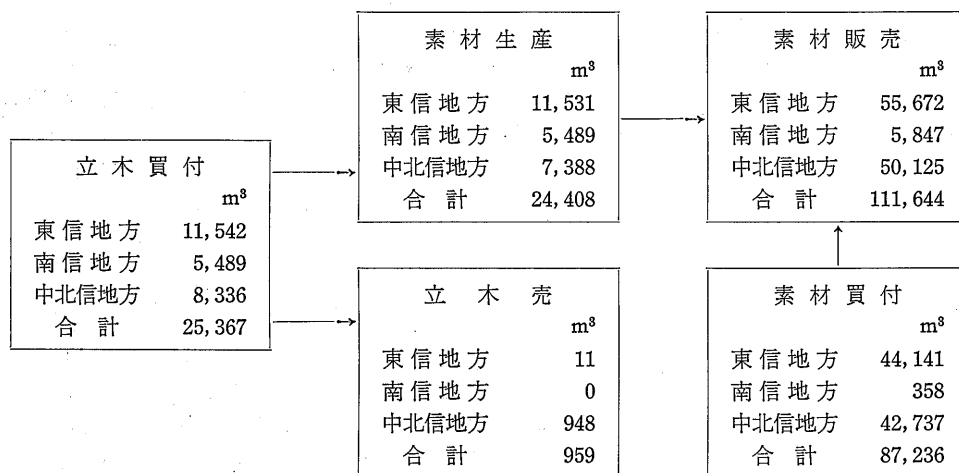 立木買付
m³
東信地方 11,542
南信地方 5,489
中北信地方 8,336
合計 25,367
素材生産
m³
東信地方 11,531
南信地方 5,489
中北信地方 7,388
合計 24,408
立木売
m³
東信地方 11
南信地方 0
中北信地方 948
合計 959
素材販売
m³
東信地方 55,672
南信地方 5,847
中北信地方 50,125
合計 111,644
素材買付
m³
東信地方 44,141
南信地方 358
中北信地方 42,737
合計 87,236